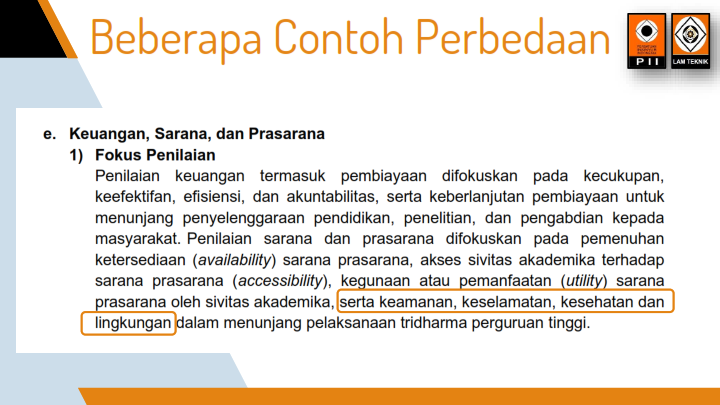 Beberapa Contoh Perbedaan
PII
LAM TEKNIK
e. Keuangan, Sarana, dan Prasarana
1) Fokus Penilaian
Penilaian keuangan termasuk pembiayaan difokuskan pada kecukupan,
keefektifan, efisiensi, dan akuntabilitas, serta keberlanjutan pembiayaan untuk
menunjang penyelenggaraan pendidikan, penelitian, dan pengabdian kepada
masyarakat. Penilaian sarana dan prasarana difokuskan pada pemenuhan
ketersediaan (availability) sarana prasarana, akses sivitas akademika terhadap
sarana prasarana (accessibility), kegunaan atau pemanfaatan (utility) sarana
prasarana oleh sivitas akademika, serta keamanan, keselamatan, kesehatan dan
lingkungan dalam menunjang pelaksanaan tridharma perguruan tinggi.